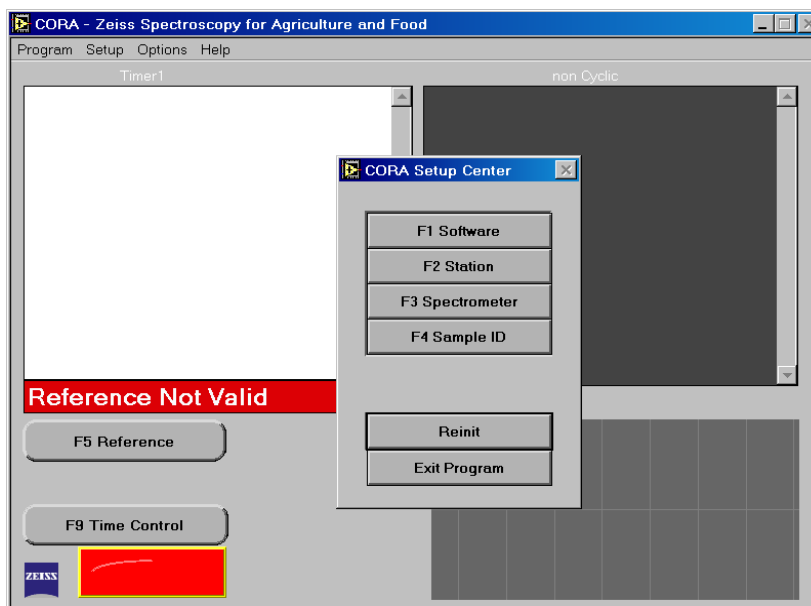 CORA - Zeiss Spectroscopy for Agriculture and Food
Program Setup Options Help
Timer1
non Cyclic
CORA Setup Center
F1 Software
F2 Station
F3 Spectrometer
F4 Sample ID
Reference Not Valid
Reinit
F5 Reference
Exit Program
F9 Time Control
ZEISS